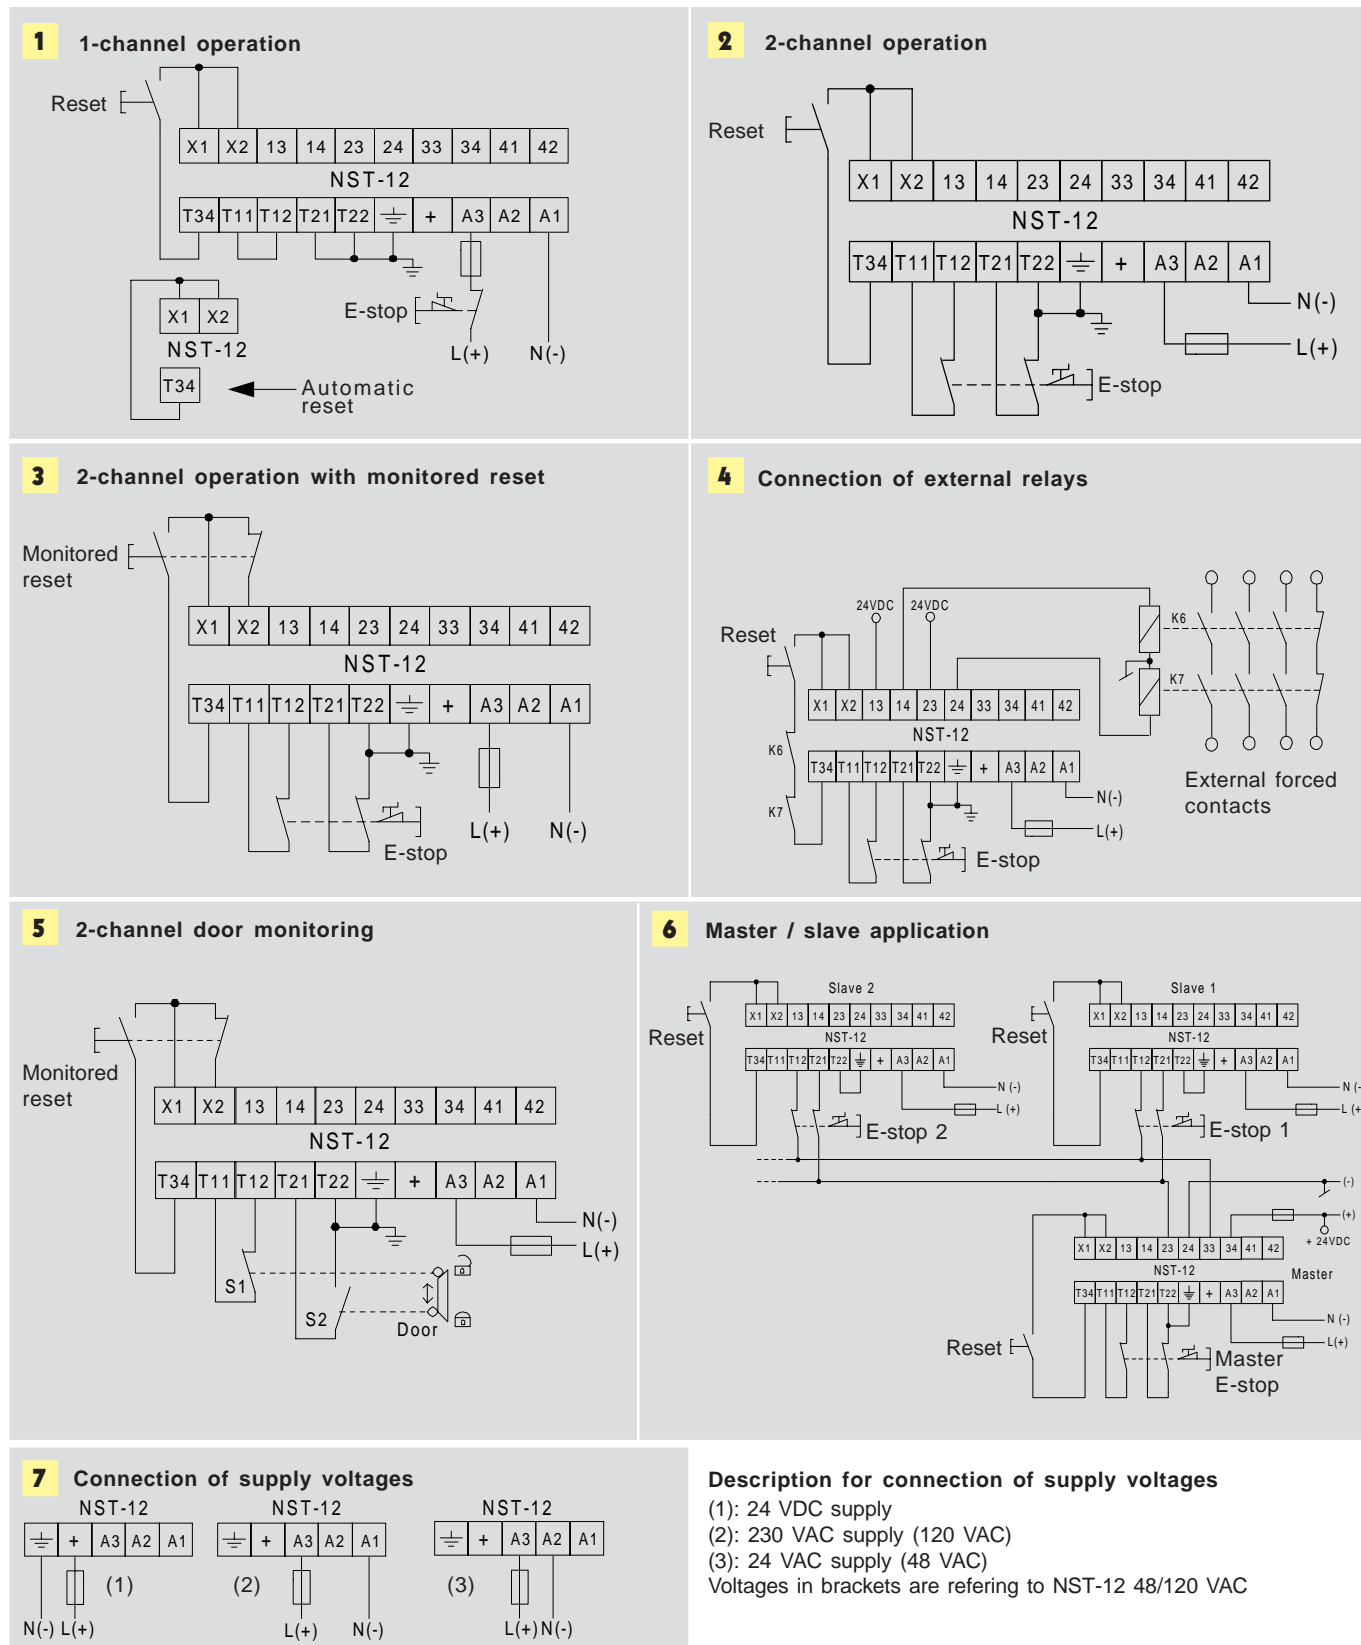 1 1-channel operation
Reset
X1 X2 13 14 23 24 33 34 41 42
NST-12
T34 T11 T12 T21 T22 + A3 A2 A1
E-stop
L(+) N(-)
X1 X2
NST-12
T34
Automatic
reset
2 2-channel operation
Reset
X1 X2 13 14 23 24 33 34 41 42
NST-12
T34 T11 T12 T21 T22 + A3 A2 A1
N(-)
L(+)
E-stop
3 2-channel operation with monitored reset
Monitored
reset
X1 X2 13 14 23 24 33 34 41 42
NST-12
T34 T11 T12 T21 T22 + A3 A2 A1
L(+) N(-)
E-stop
4 Connection of external relays
24VDC 24VDC
Reset
K6
K7
X1 X2 13 14 23 24 33 34 41 42
NST-12
K6
T34 T11 T12 T21 T22 + A3 A2 A1
K7
N(-)
L(+)
E-stop
External forced
contacts
5 2-channel door monitoring
Monitored
reset
X1 X2 13 14 23 24 33 34 41 42
NST-12
T34 T11 T12 T21 T22 + A3 A2 A1
N(-)
L(+)
S1
S2
Door
6 Master / slave application
Slave 2
Reset
X1 X2 13 14 23 24 33 34 41 42
NST-12
T34 T11 T12 T21 T22 + A3 A2 A1
N (-)
L (+)
E-stop 2
Slave 1
Reset
X1 X2 13 14 23 24 33 34 41 42
NST-12
T34 T11 T12 T21 T22 + A3 A2 A1
N (-
L (+
E-stop 1
(-)
(+)
+ 24VDC
X1 X2 13 14 23 24 33 34 41 42
NST-12
Master
T34 T11 T12 T21 T22 + A3 A2 A1
N (-)
L(+)
Reset
Master
E-stop
7 Connection of supply voltages
NST-12 NST-12 NST-12
+ A3 A2 A1 + A3 A2 A1 + A3 A2 A1
(1) (2) (3)
N(-) L(+) L(+) N(-) L(+) N(-)
Description for connection of supply voltages
(1): 24 VDC supply
(2): 230 VAC supply (120 VAC)
(3): 24 VAC supply (48 VAC)
Voltages in brackets are refering to NST-12 48/120 VAC